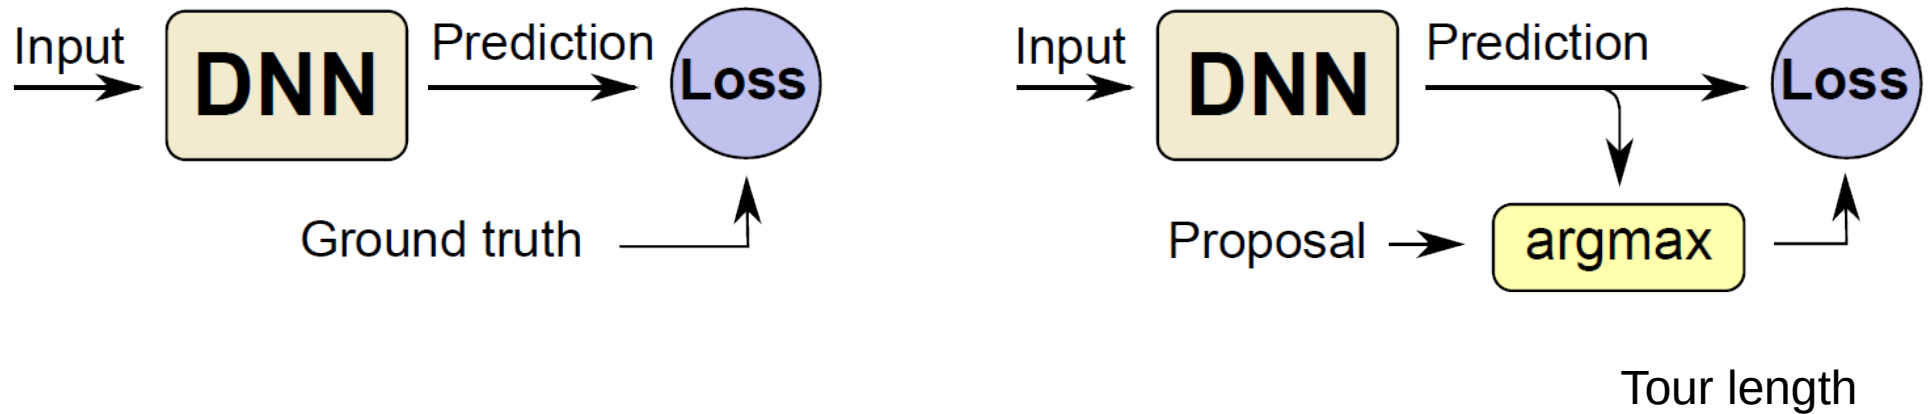 Input
DNN
Prediction
Loss
Ground truth
Input
DNN
Prediction
Loss
Proposal
argmax
Tour length